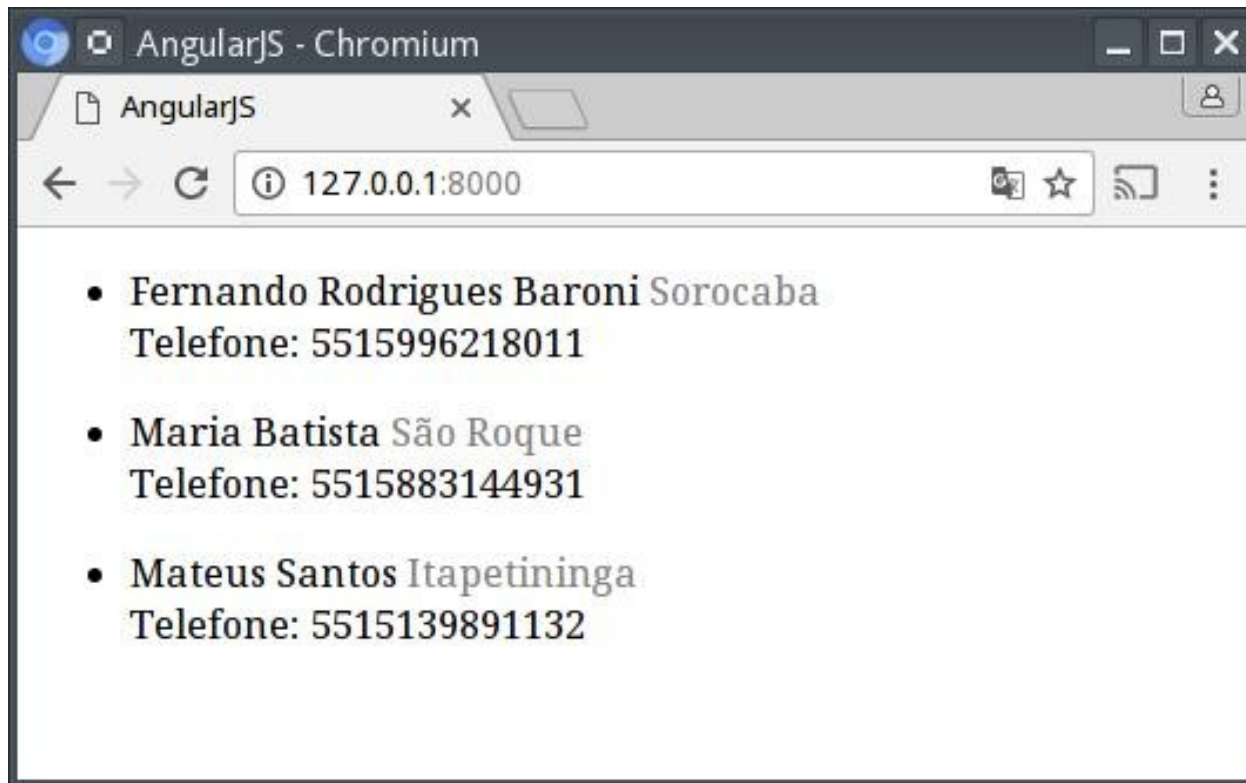 AngularJS - Chromium
AngularJS
127.0.0.1:8000
Fernando Rodrigues Baroni Sorocaba
Telefone: 5515996218011
Maria Batista São Roque
Telefone: 5515883144931
Mateus Santos Itapetininga
Telefone: 5515139891132